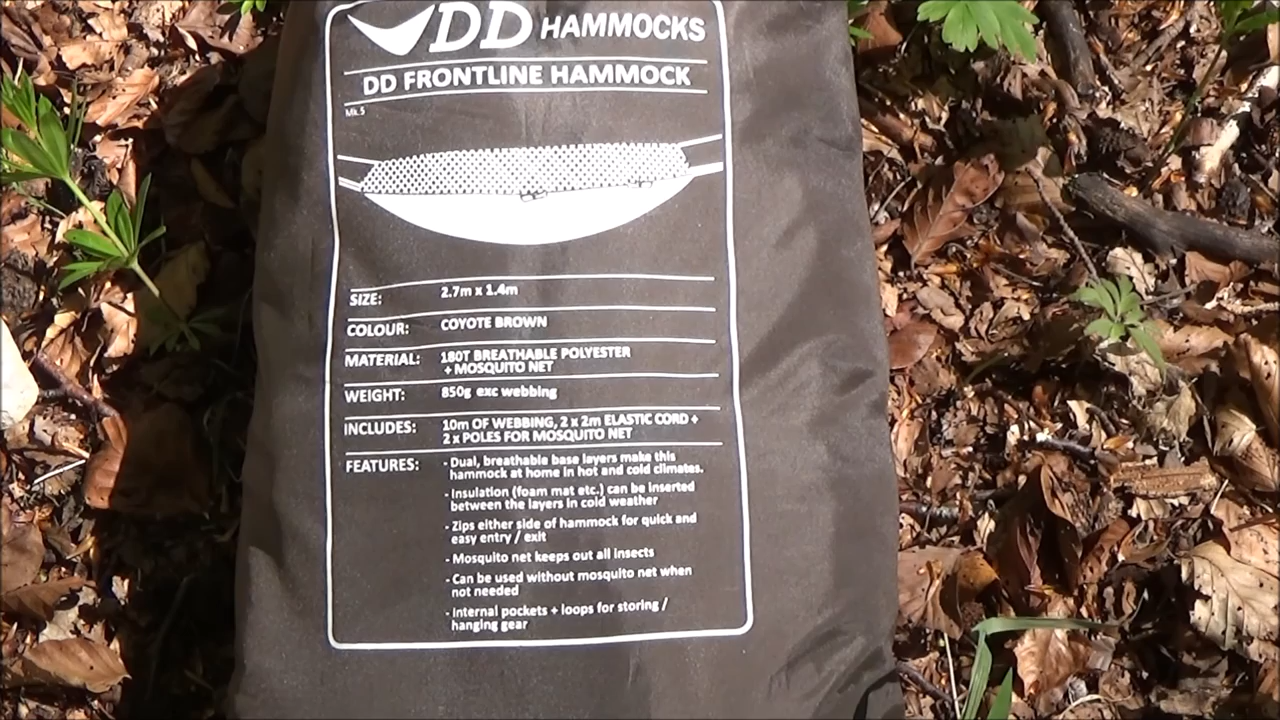 DD HAMMOCKS
DD FRONTLINE HAMMOCK
Mk.5
SIZE: 2.7m x 1.4m
COLOUR: COYOTE BROWN
MATERIAL: 180T BREATHABLE POLYESTER
+ MOSQUITO NET
WEIGHT: 850g exc webbing
INCLUDES: 10m OF WEBBING, 2 x 2m ELASTIC CORD +
2 x POLES FOR MOSQUITO NET
FEATURES: - Dual, breathable base layers make this
hammock at home in hot and cold climates.
- Insulation (foam mat etc.) can be inserted
between the layers in cold weather
- Zips either side of hammock for quick and
easy entry / exit
- Mosquito net keeps out all insects
- Can be used without mosquito net when
not needed
- Internal pockets + loops for storing /
hanging gear